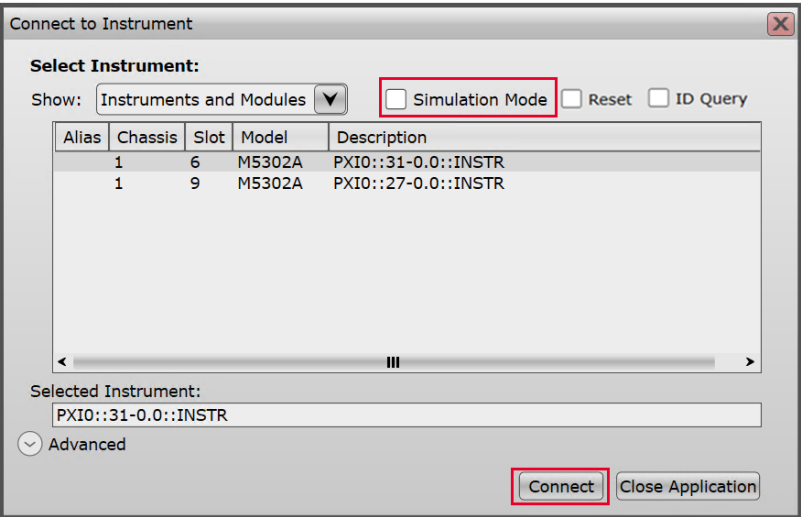 Connect to Instrument
Select Instrument:
Show: Instruments and Modules Simulation Mode Reset ID Query
Alias Chassis Slot Model Description
1 6 M5302A PXI0::31-0.0::INSTR
1 9 M5302A PXI0::27-0.0::INSTR
Selected Instrument:
PXI0::31-0.0::INSTR
Advanced
Connect Close Application